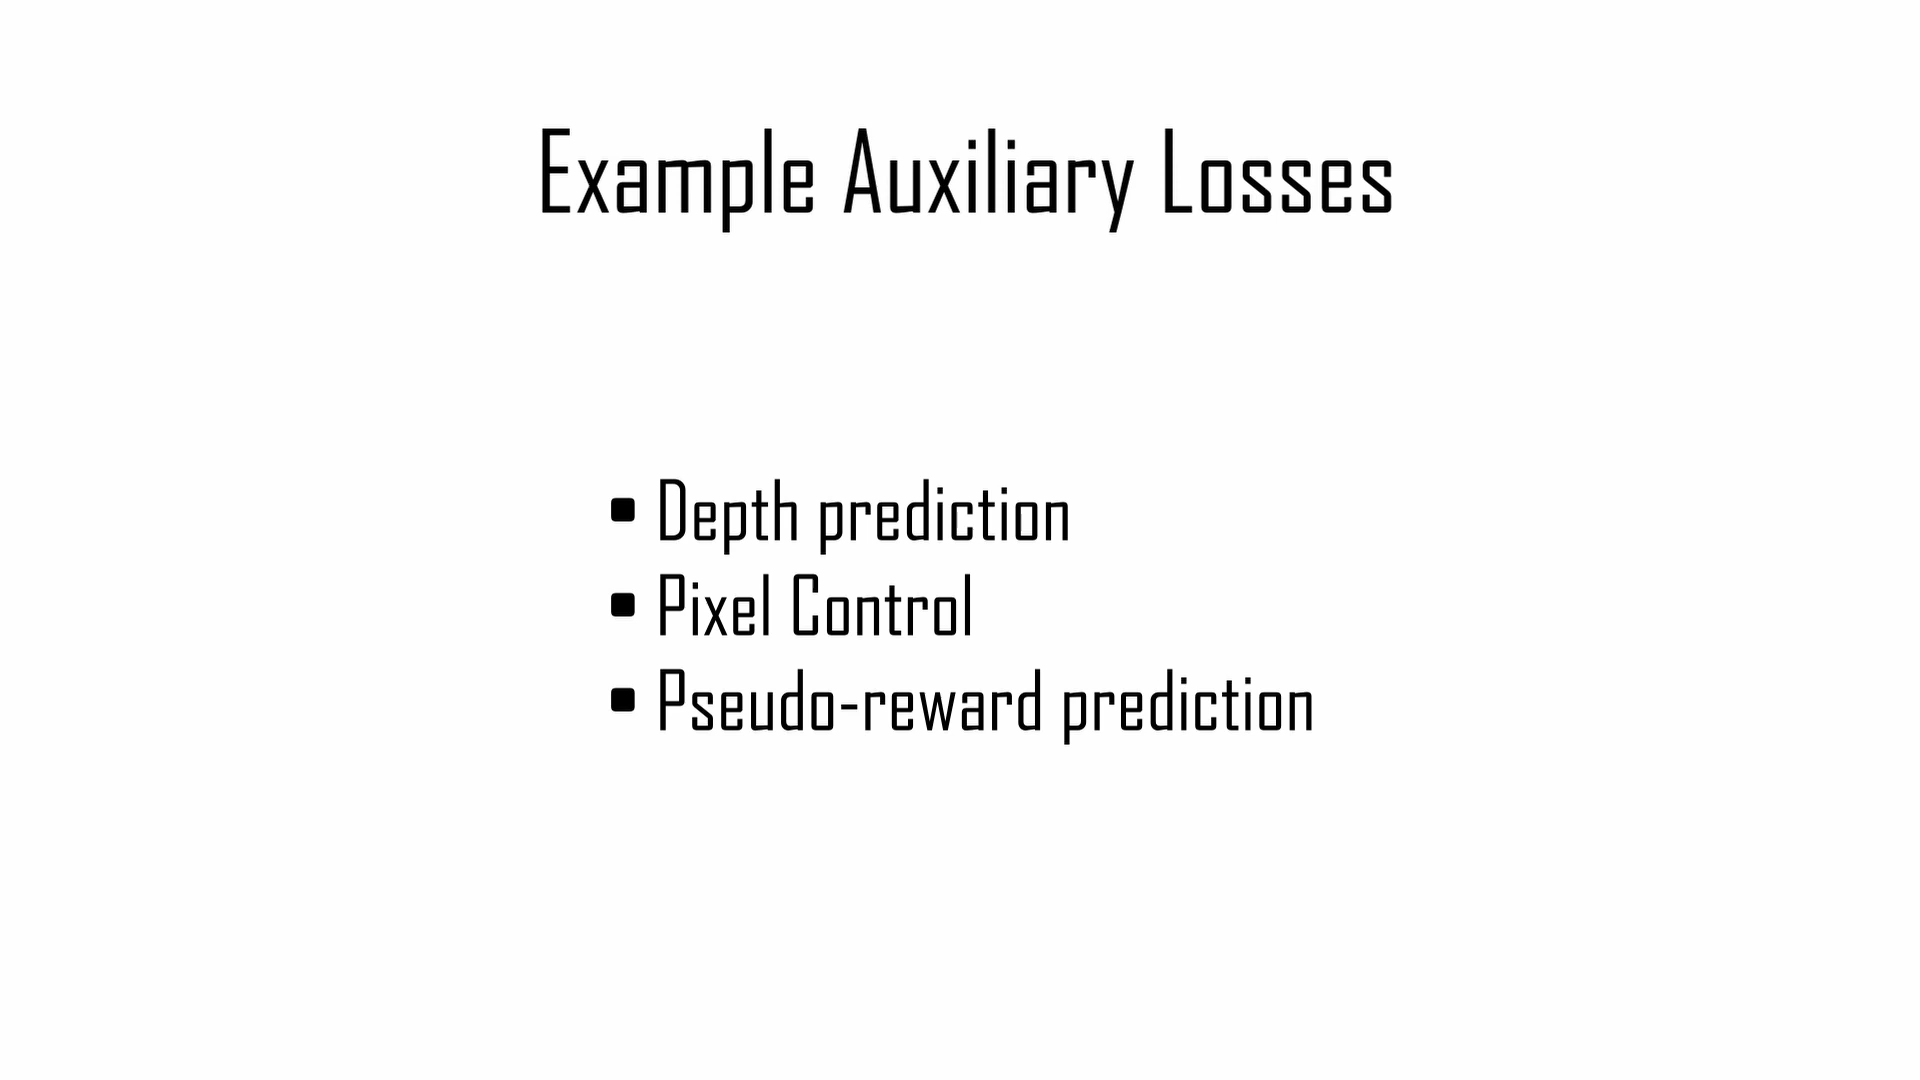 Example Auxiliary Losses
▪ Depth prediction
▪ Pixel Control
▪ Pseudo-reward prediction